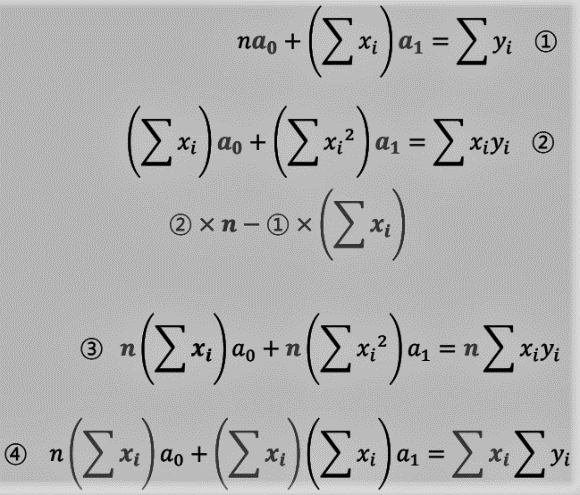 na₀ + (∑ xᵢ) a₁ = ∑ yᵢ ①
(∑ xᵢ) a₀ + (∑ xᵢ²) a₁ = ∑ xᵢyᵢ ②
② × n − ① × (∑ xᵢ)
③ n (∑ xᵢ) a₀ + n (∑ xᵢ²) a₁ = n ∑ xᵢyᵢ
④ n (∑ xᵢ) a₀ + (∑ xᵢ) (∑ xᵢ) a₁ = ∑ xᵢ ∑ yᵢ